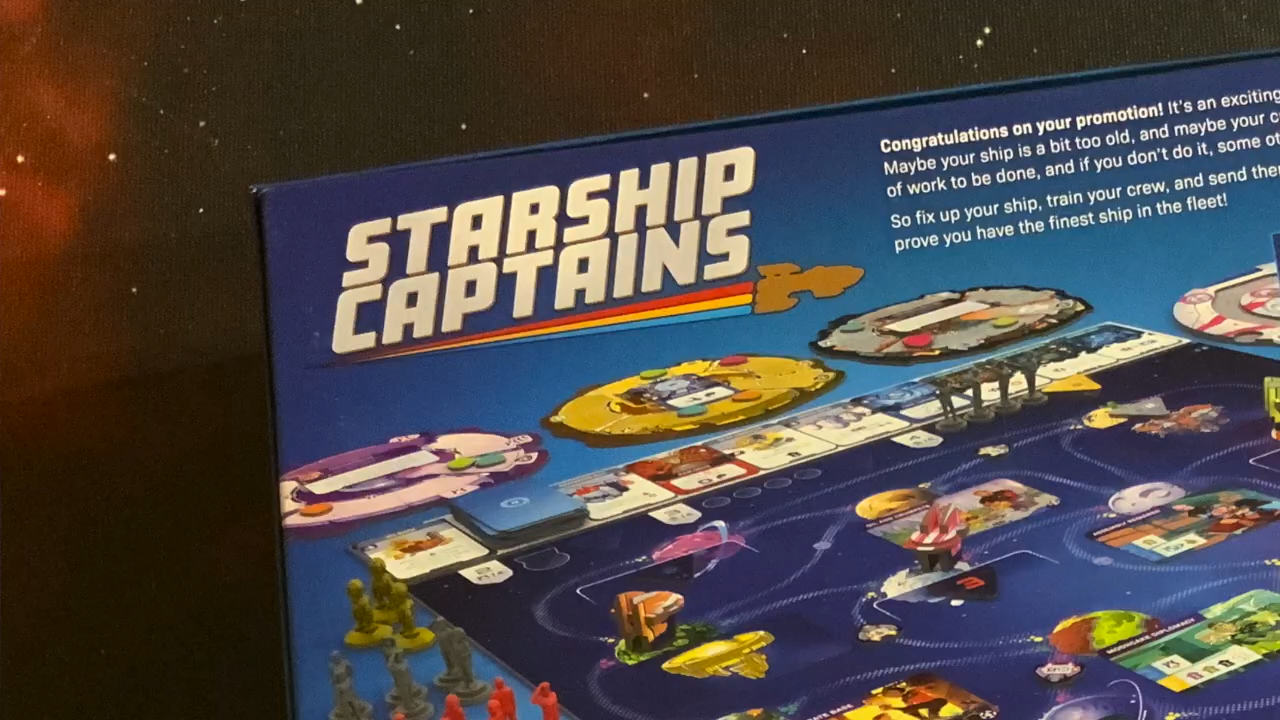 STARSHIP
CAPTAINS
Congratulations on your promotion! It's an exciting
Maybe your ship is a bit too old, and maybe your
of work to be done, and if you don't do it, some
So fix up your ship, train your crew, and send
prove you have the finest ship in the fleet!
MOONCAKE DIPLOMACY